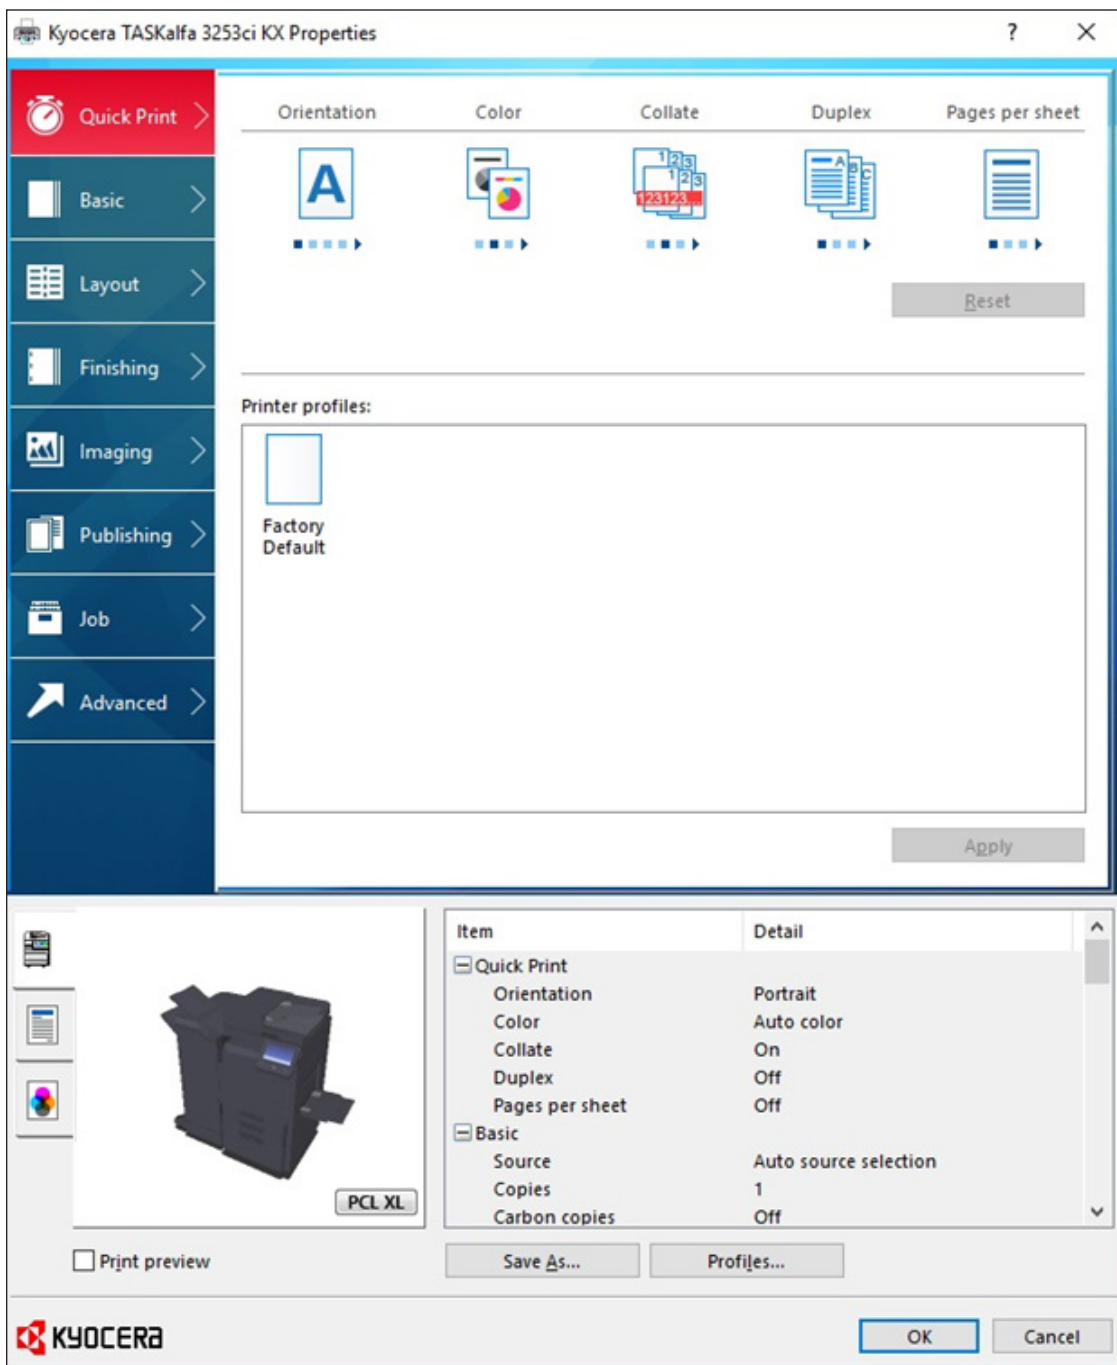 Kyocera TASKalfa 3253ci KX Properties ?
Quick Print
Basic
Layout
Finishing
Imaging
Publishing
Job
Advanced
Orientation Color Collate Duplex Pages per sheet
A
123
123
123123...
A B C
Reset
Printer profiles:
Factory
Default
Apply
PCL XL
Print preview
Item Detail
Quick Print
Orientation Portrait
Color Auto color
Collate On
Duplex Off
Pages per sheet Off
Basic
Source Auto source selection
Copies 1
Carbon copies Off
Save As... Profiles...
KYOCERA
OK Cancel